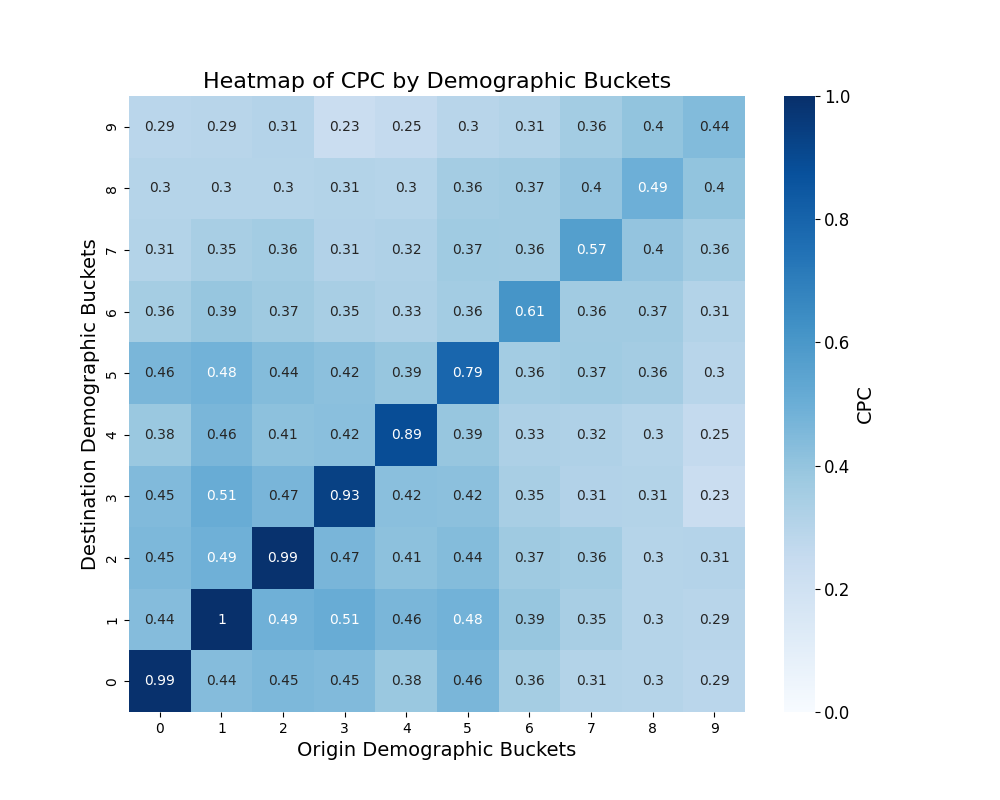 Heatmap of CPC by Demographic Buckets
9 0.29 0.29 0.31 0.23 0.25 0.3 0.31 0.36 0.4 0.44
8 0.3 0.3 0.3 0.31 0.3 0.36 0.37 0.4 0.49 0.4
7 0.31 0.35 0.36 0.31 0.32 0.37 0.36 0.57 0.4 0.36
6 0.36 0.39 0.37 0.35 0.33 0.36 0.61 0.36 0.37 0.31
5 0.46 0.48 0.44 0.42 0.39 0.79 0.36 0.37 0.36 0.3
4 0.38 0.46 0.41 0.42 0.89 0.39 0.33 0.32 0.3 0.25
3 0.45 0.51 0.47 0.93 0.42 0.42 0.35 0.31 0.31 0.23
2 0.45 0.49 0.99 0.47 0.41 0.44 0.37 0.36 0.3 0.31
1 0.44 1 0.49 0.51 0.46 0.48 0.39 0.35 0.3 0.29
0 0.99 0.44 0.45 0.45 0.38 0.46 0.36 0.31 0.3 0.29
0 1 2 3 4 5 6 7 8 9
Origin Demographic Buckets
Destination Demographic Buckets
1.0
0.8
0.6
0.4
0.2
0.0
CPC